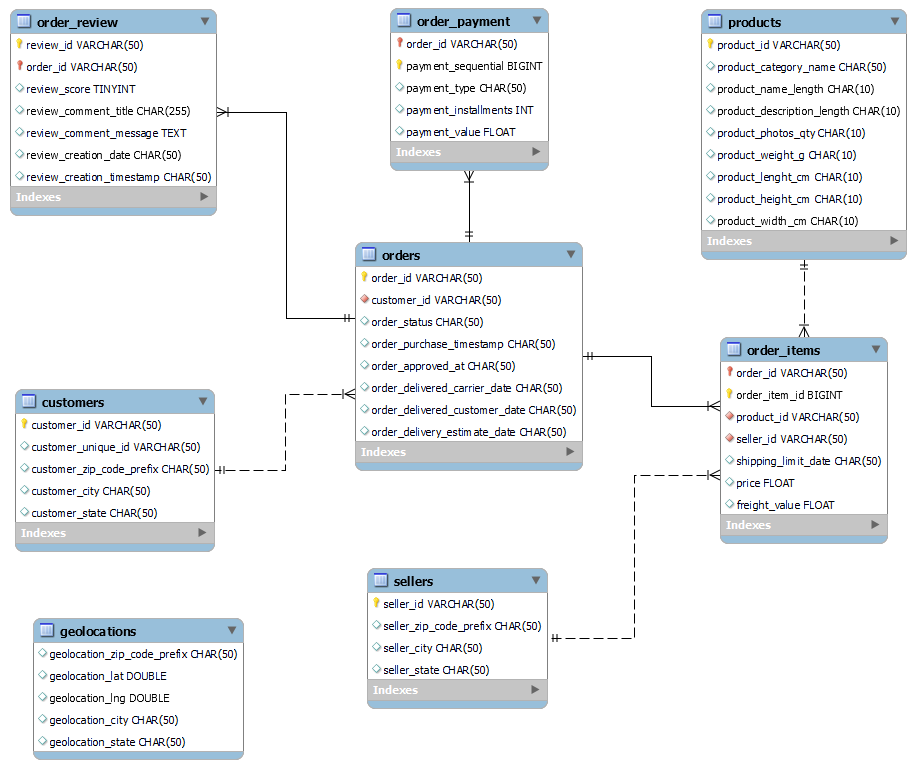 order_review
review_id VARCHAR(50)
order_id VARCHAR(50)
review_score TINYINT
review_comment_title CHAR(255)
review_comment_message TEXT
review_creation_date CHAR(50)
review_creation_timestamp CHAR(50)
Indexes
order_payment
order_id VARCHAR(50)
payment_sequential BIGINT
payment_type CHAR(50)
payment_installments INT
payment_value FLOAT
Indexes
products
product_id VARCHAR(50)
product_category_name CHAR(50)
product_name_length CHAR(10)
product_description_length CHAR(10)
product_photos_qty CHAR(10)
product_weight_g CHAR(10)
product_lenght_cm CHAR(10)
product_height_cm CHAR(10)
product_width_cm CHAR(10)
Indexes
orders
order_id VARCHAR(50)
customer_id VARCHAR(50)
order_status CHAR(50)
order_purchase_timestamp CHAR(50)
order_approved_at CHAR(50)
order_delivered_carrier_date CHAR(50)
order_delivered_customer_date CHAR(50)
order_delivery_estimate_date CHAR(50)
Indexes
order_items
order_id VARCHAR(50)
order_item_id BIGINT
product_id VARCHAR(50)
seller_id VARCHAR(50)
shipping_limit_date CHAR(50)
price FLOAT
freight_value FLOAT
Indexes
customers
customer_id VARCHAR(50)
customer_unique_id VARCHAR(50)
customer_zip_code_prefix CHAR(50)
customer_city CHAR(50)
customer_state CHAR(50)
Indexes
sellers
seller_id VARCHAR(50)
seller_zip_code_prefix CHAR(50)
seller_city CHAR(50)
seller_state CHAR(50)
Indexes
geolocations
geolocation_zip_code_prefix CHAR(50)
geolocation_lat DOUBLE
geolocation_lng DOUBLE
geolocation_city CHAR(50)
geolocation_state CHAR(50)